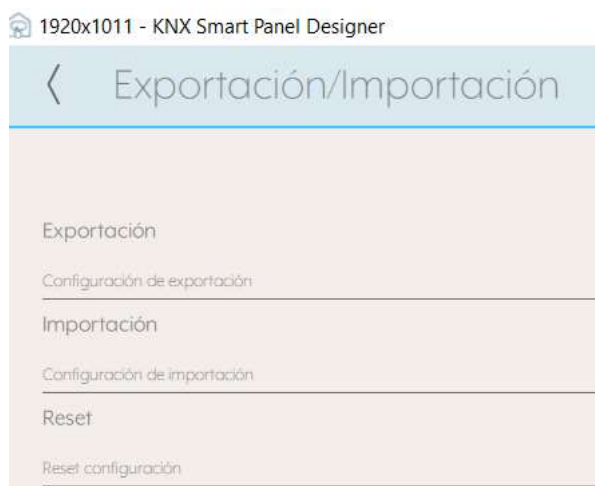 1920x1011 - KNX Smart Panel Designer
Exportación/Importación
Exportación
Configuración de exportación
Importación
Configuración de importación
Reset
Reset configuración